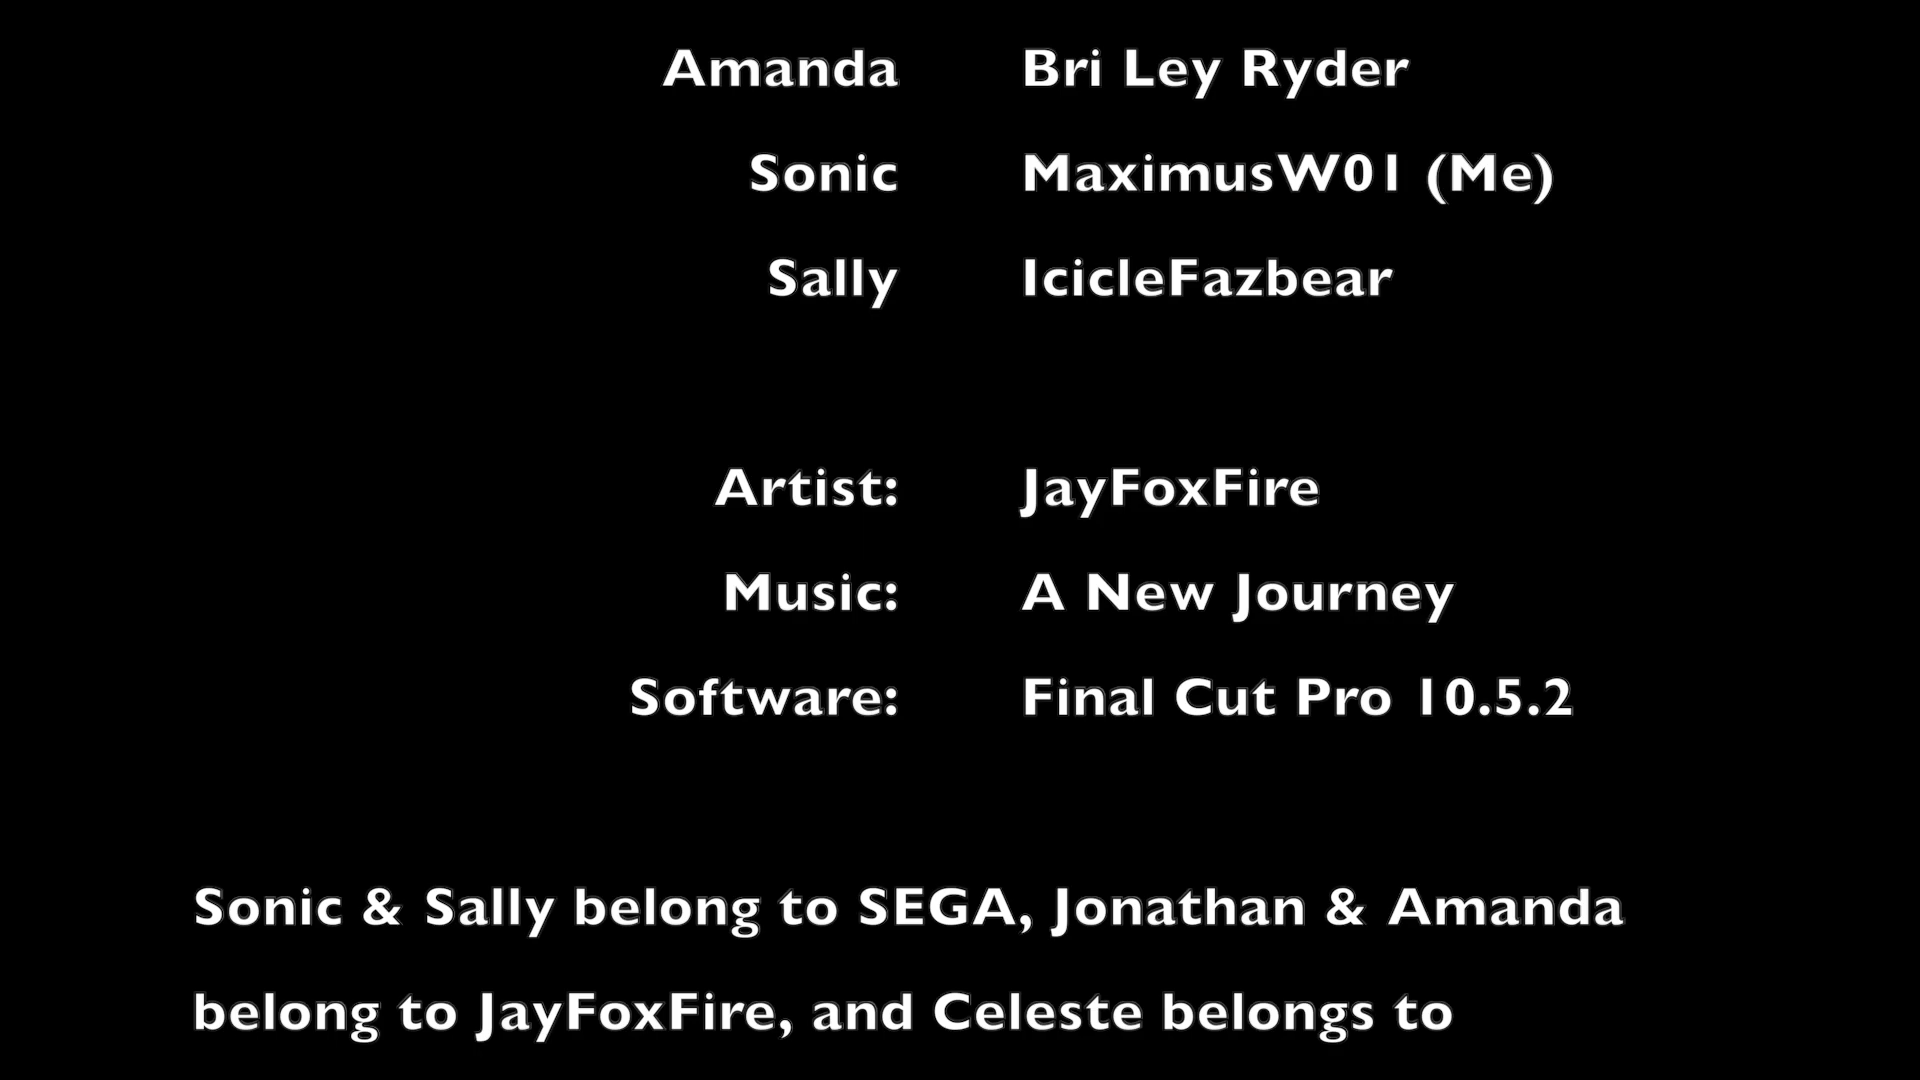 Amanda Bri Ley Ryder
Sonic MaximusW01 (Me)
Sally IcicleFazbear
Artist: JayFoxFire
Music: A New Journey
Software: Final Cut Pro 10.5.2
Sonic & Sally belong to SEGA, Jonathan & Amanda
belong to JayFoxFire, and Celeste belongs to